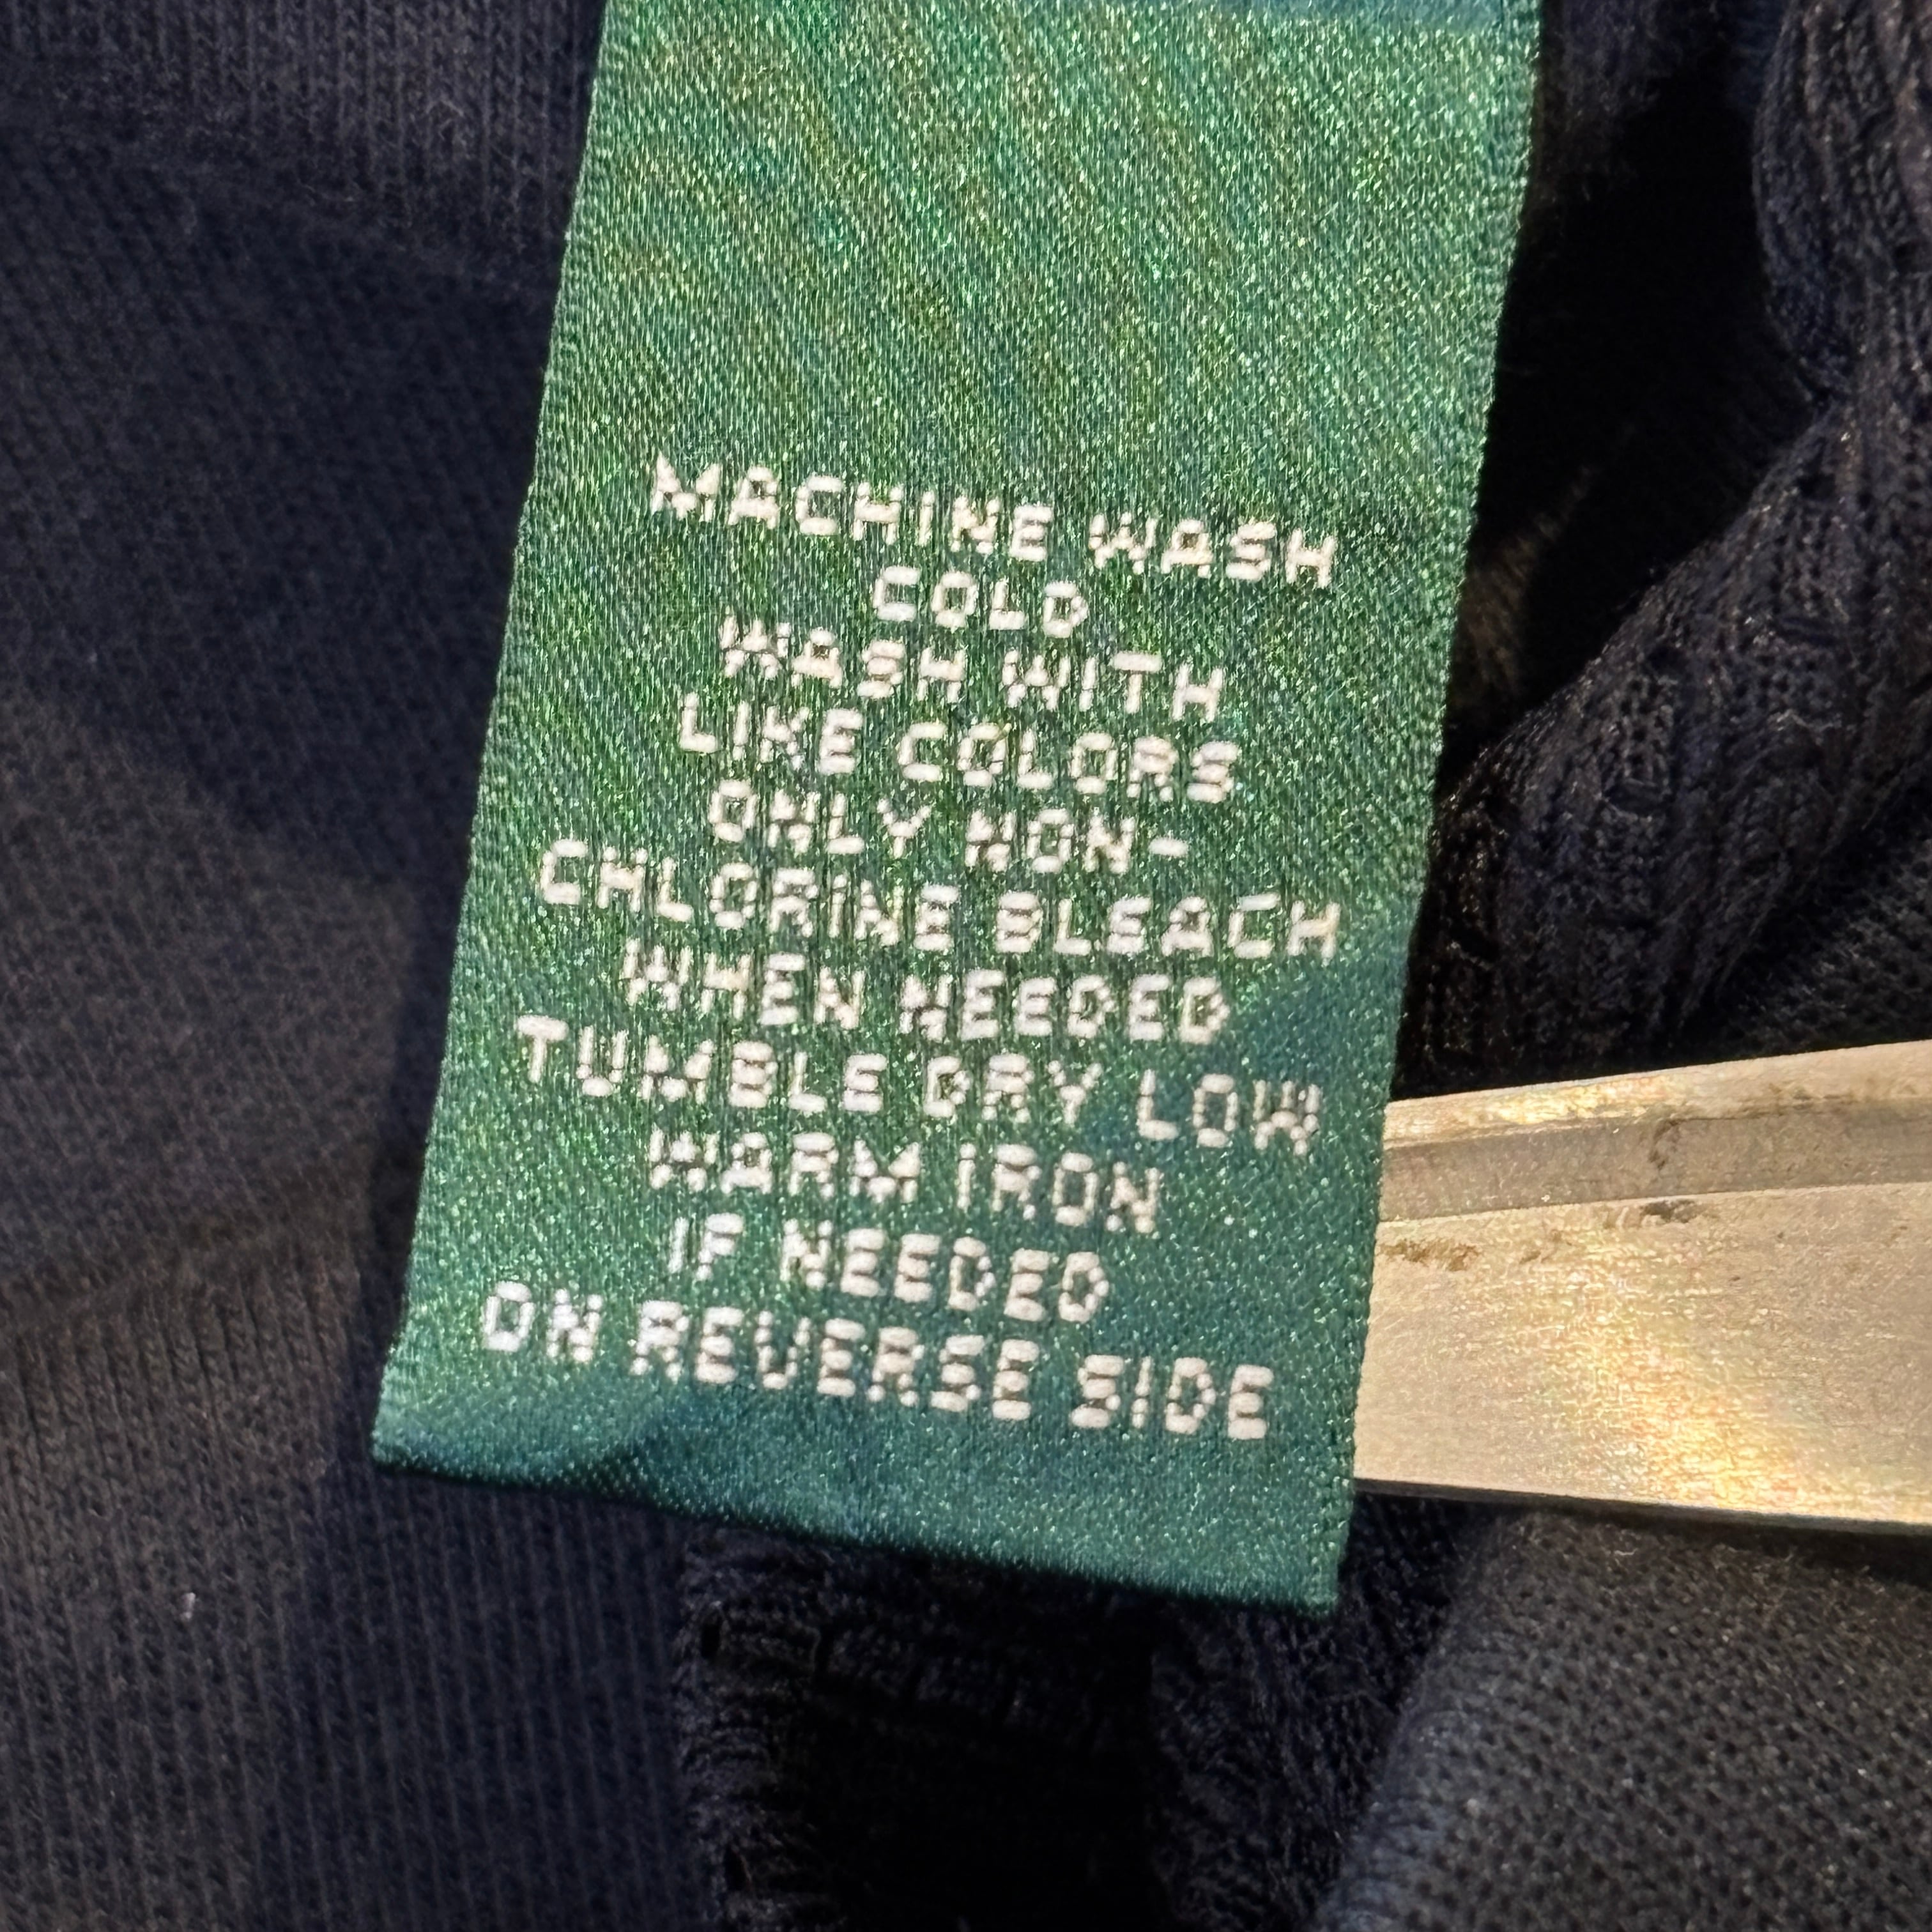 MACHINE WASH
COLD
WASH WITH
LIKE COLORS
ONLY NON-
CHLORINE BLEACH
WHEN NEEDED
TUMBLE DRY LOW
WARM IRON
IF NEEDED
ON REVERSE SIDE